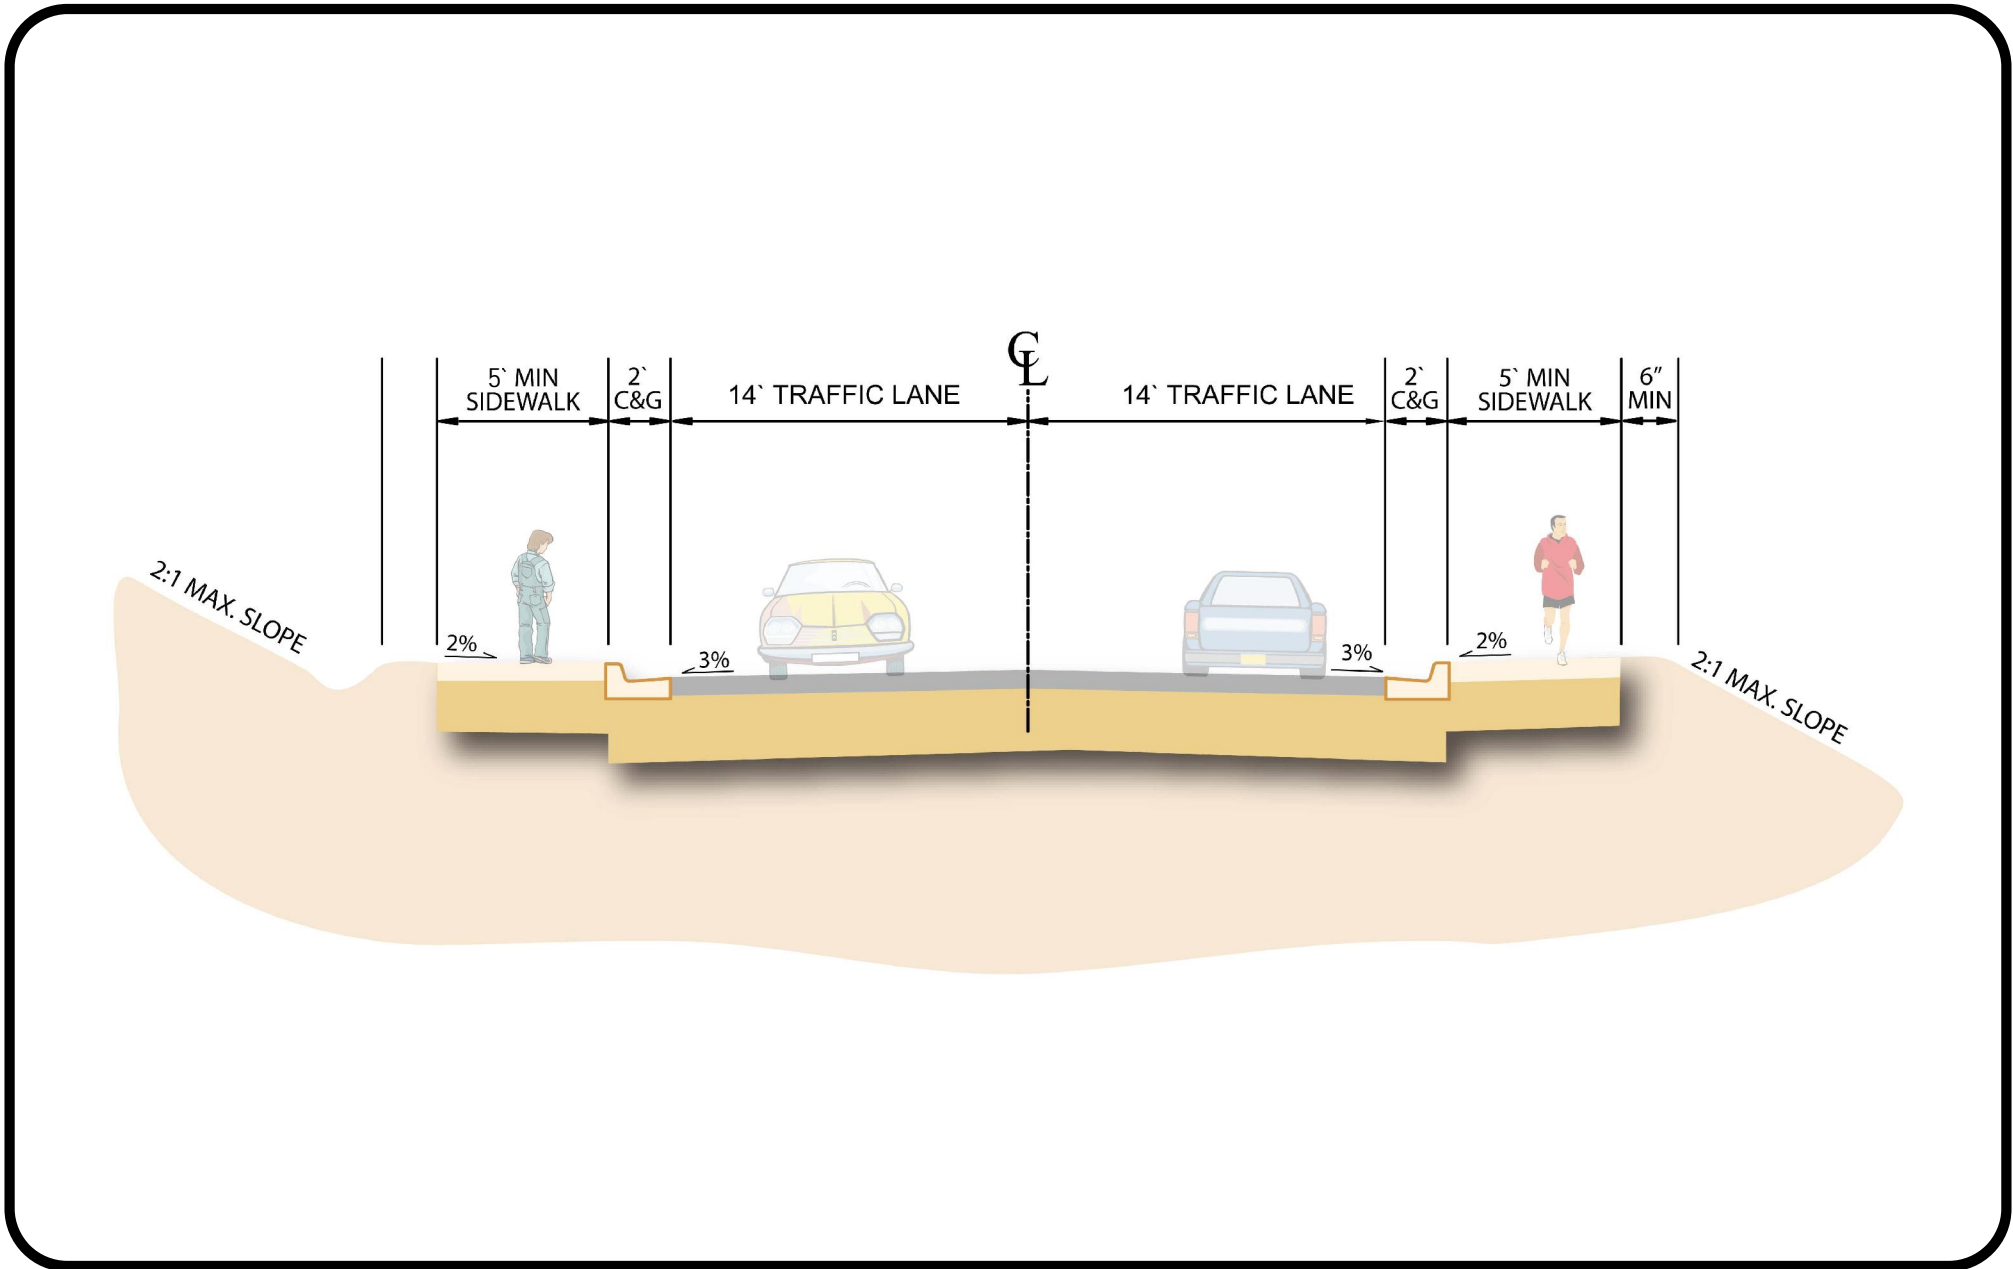 ℄
5` MIN
SIDEWALK
2`
C&G
14` TRAFFIC LANE
14` TRAFFIC LANE
2`
C&G
5` MIN
SIDEWALK
6”
MIN
2:1 MAX. SLOPE
2%
3%
3%
2%
2:1 MAX. SLOPE